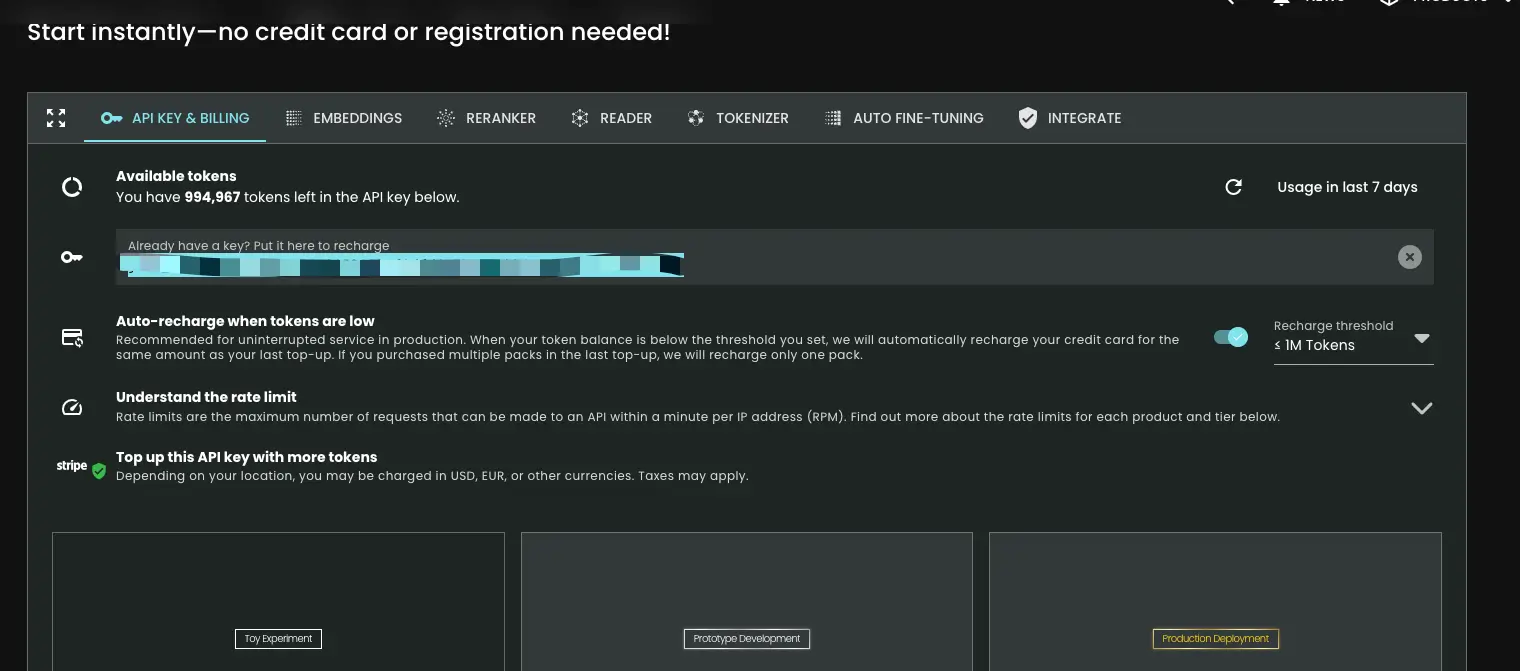 Start instantly—no credit card or registration needed!
API KEY & BILLING
EMBEDDINGS
RERANKER
READER
TOKENIZER
AUTO FINE-TUNING
INTEGRATE
Available tokens
You have 994,967 tokens left in the API key below.
Usage in last 7 days
Already have a key? Put it here to recharge
Auto-recharge when tokens are low
Recommended for uninterrupted service in production. When your token balance is below the threshold you set, we will automatically recharge your credit card for the
same amount as your last top-up. If you purchased multiple packs in the last top-up, we will recharge only one pack.
Recharge threshold
≤ 1M Tokens
Understand the rate limit
Rate limits are the maximum number of requests that can be made to an API within a minute per IP address (RPM). Find out more about the rate limits for each product and tier below.
stripe
Top up this API key with more tokens
Depending on your location, you may be charged in USD, EUR, or other currencies. Taxes may apply.
Toy Experiment
Prototype Development
Production Deployment